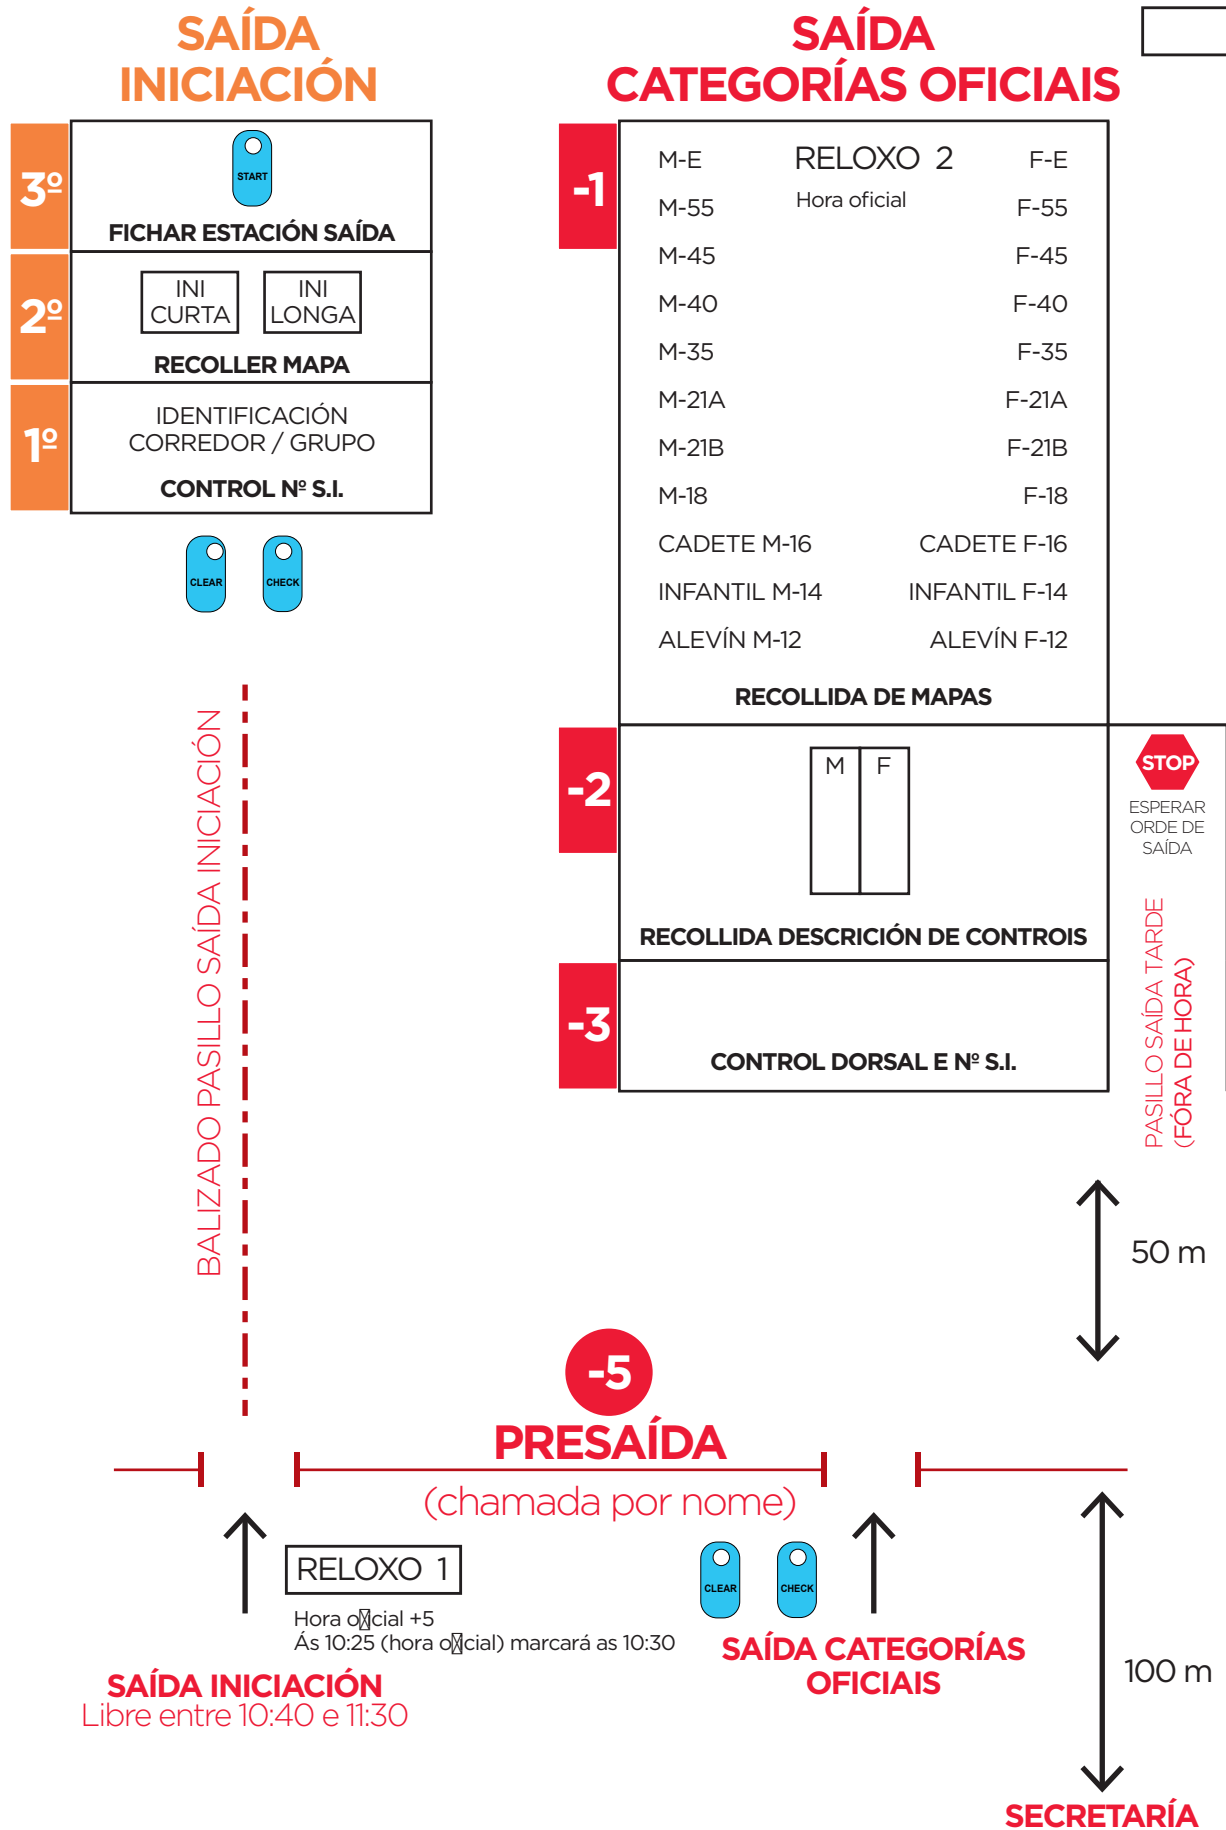 SAÍDA
INICIACIÓN
3º
START
FICHAR ESTACIÓN SAÍDA
2º
INI
CURTA
INI
LONGA
RECOLLER MAPA
1º
IDENTIFICACIÓN
CORREDOR / GRUPO
CONTROL Nº S.I.
CLEAR
CHECK
BALIZADO PASILLO SAÍDA INICIACIÓN
SAÍDA
CATEGORÍAS OFICIAIS
-1
M-E RELOXO 2 F-E
Hora oficial
M-55 F-55
M-45 F-45
M-40 F-40
M-35 F-35
M-21A F-21A
M-21B F-21B
M-18 F-18
CADETE M-16 CADETE F-16
INFANTIL M-14 INFANTIL F-14
ALEVÍN M-12 ALEVÍN F-12
RECOLLIDA DE MAPAS
-2
M F
RECOLLIDA DESCRICIÓN DE CONTROIS
-3
CONTROL DORSAL E Nº S.I.
STOP
ESPERAR
ORDE DE
SAÍDA
PASILLO SAÍDA TARDE
(FÓRA DE HORA)
50 m
-5
PRESAÍDA
(chamada por nome)
RELOXO 1
Hora o☒cial +5
Ás 10:25 (hora o☒cial) marcará as 10:30
SAÍDA INICIACIÓN
Libre entre 10:40 e 11:30
CLEAR
CHECK
SAÍDA CATEGORÍAS
OFICIAIS
100 m
SECRETARÍA